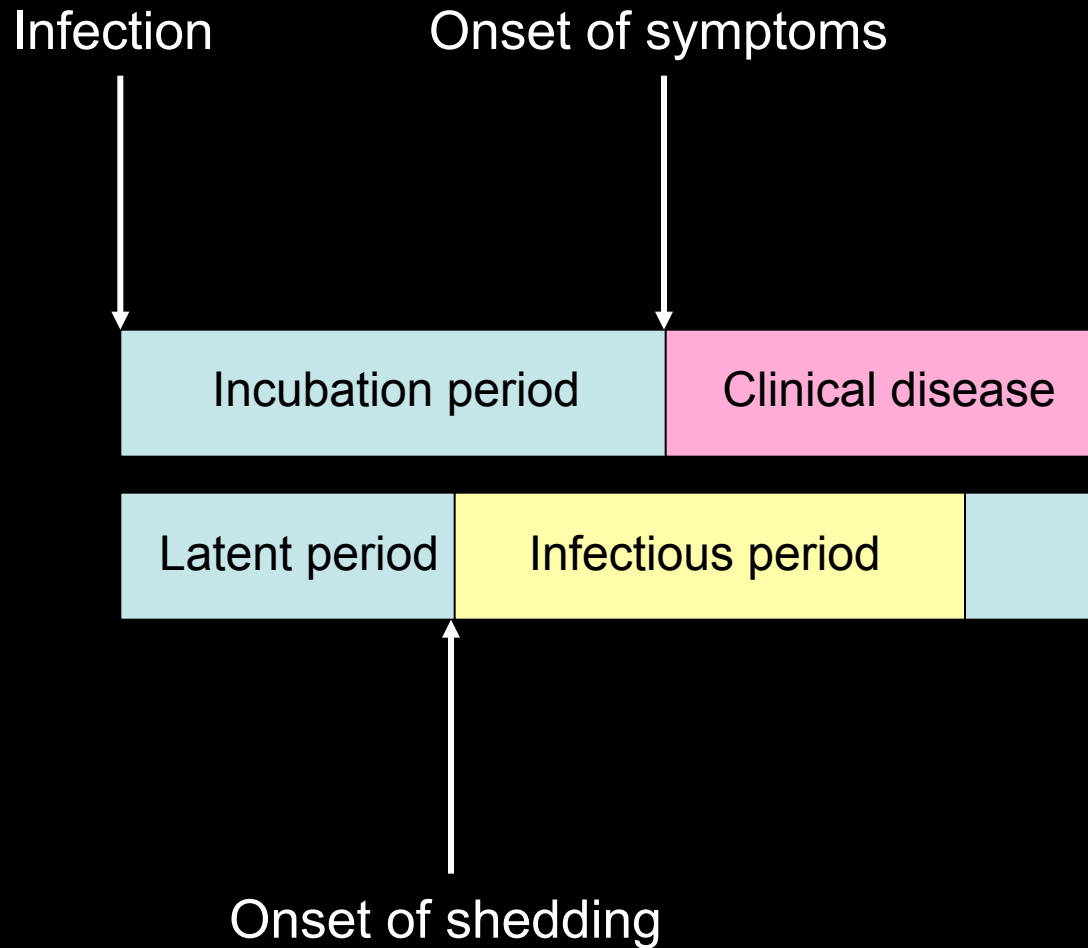 Infection
Onset of symptoms
Incubation period
Clinical disease
Latent period
Infectious period
Onset of shedding